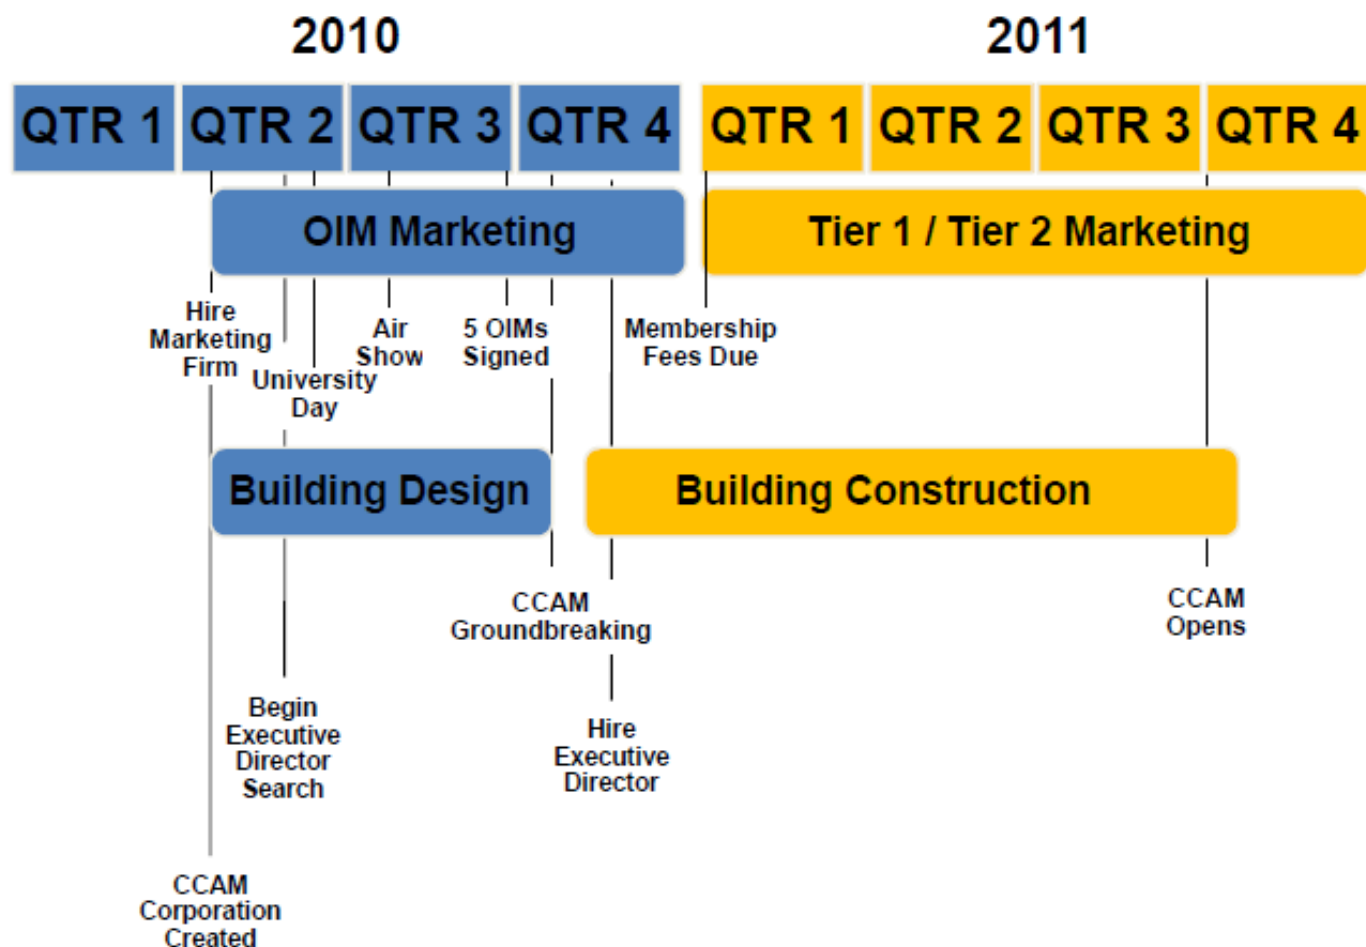 2010
2011
QTR 1
QTR 2
QTR 3
QTR 4
QTR 1
QTR 2
QTR 3
QTR 4
OIM Marketing
Tier 1 / Tier 2 Marketing
Hire
Marketing
Firm
University
Day
Air
Show
5 OIMs
Signed
Membership
Fees Due
Building Design
Building Construction
CCAM
Groundbreaking
CCAM
Opens
Begin
Executive
Director
Search
Hire
Executive
Director
CCAM
Corporation
Created